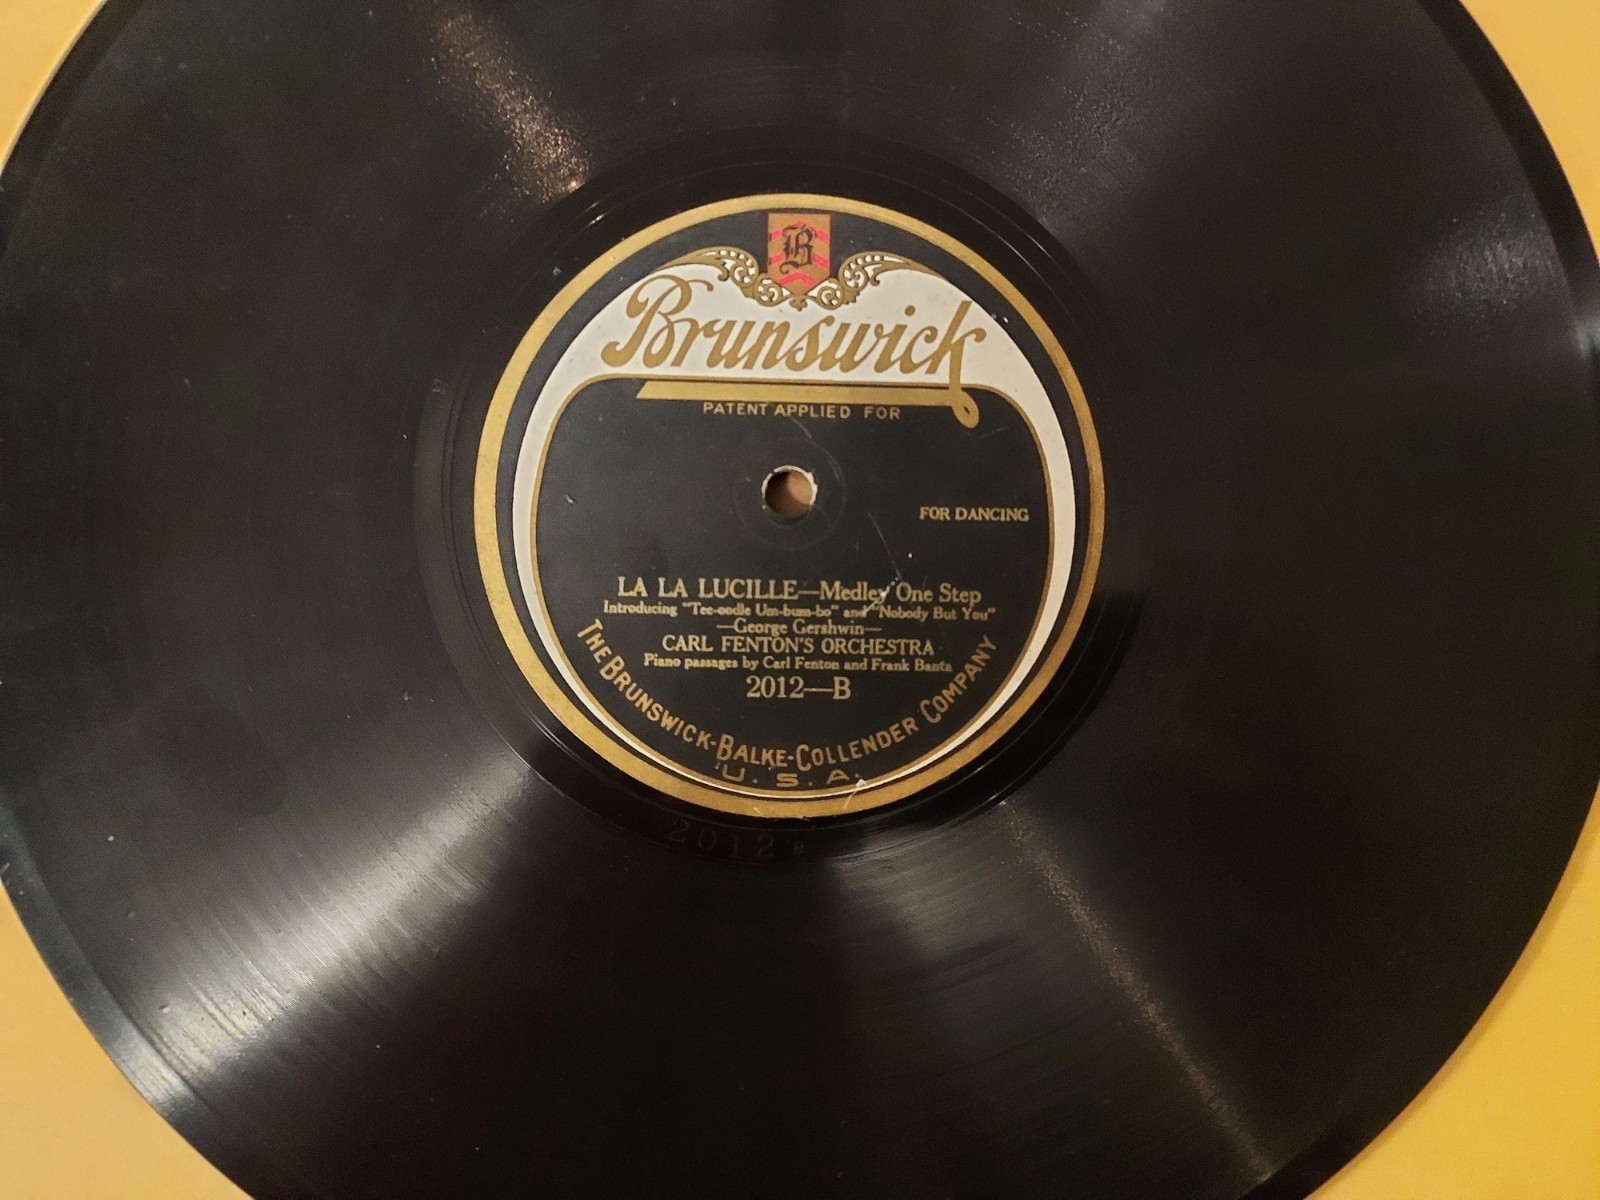 B
Brunswick
PATENT APPLIED FOR
FOR DANCING
LA LA LUCILLE—Medley One Step
Introducing "Tee-oodle Um-bum-bo" and "Nobody But You"
—George Gershwin—
CARL FENTON'S ORCHESTRA
Piano passages by Carl Fenton and Frank Banta
2012—B
THE BRUNSWICK-BALKE-COLLENDER COMPANY
U. S. A.
2012 B